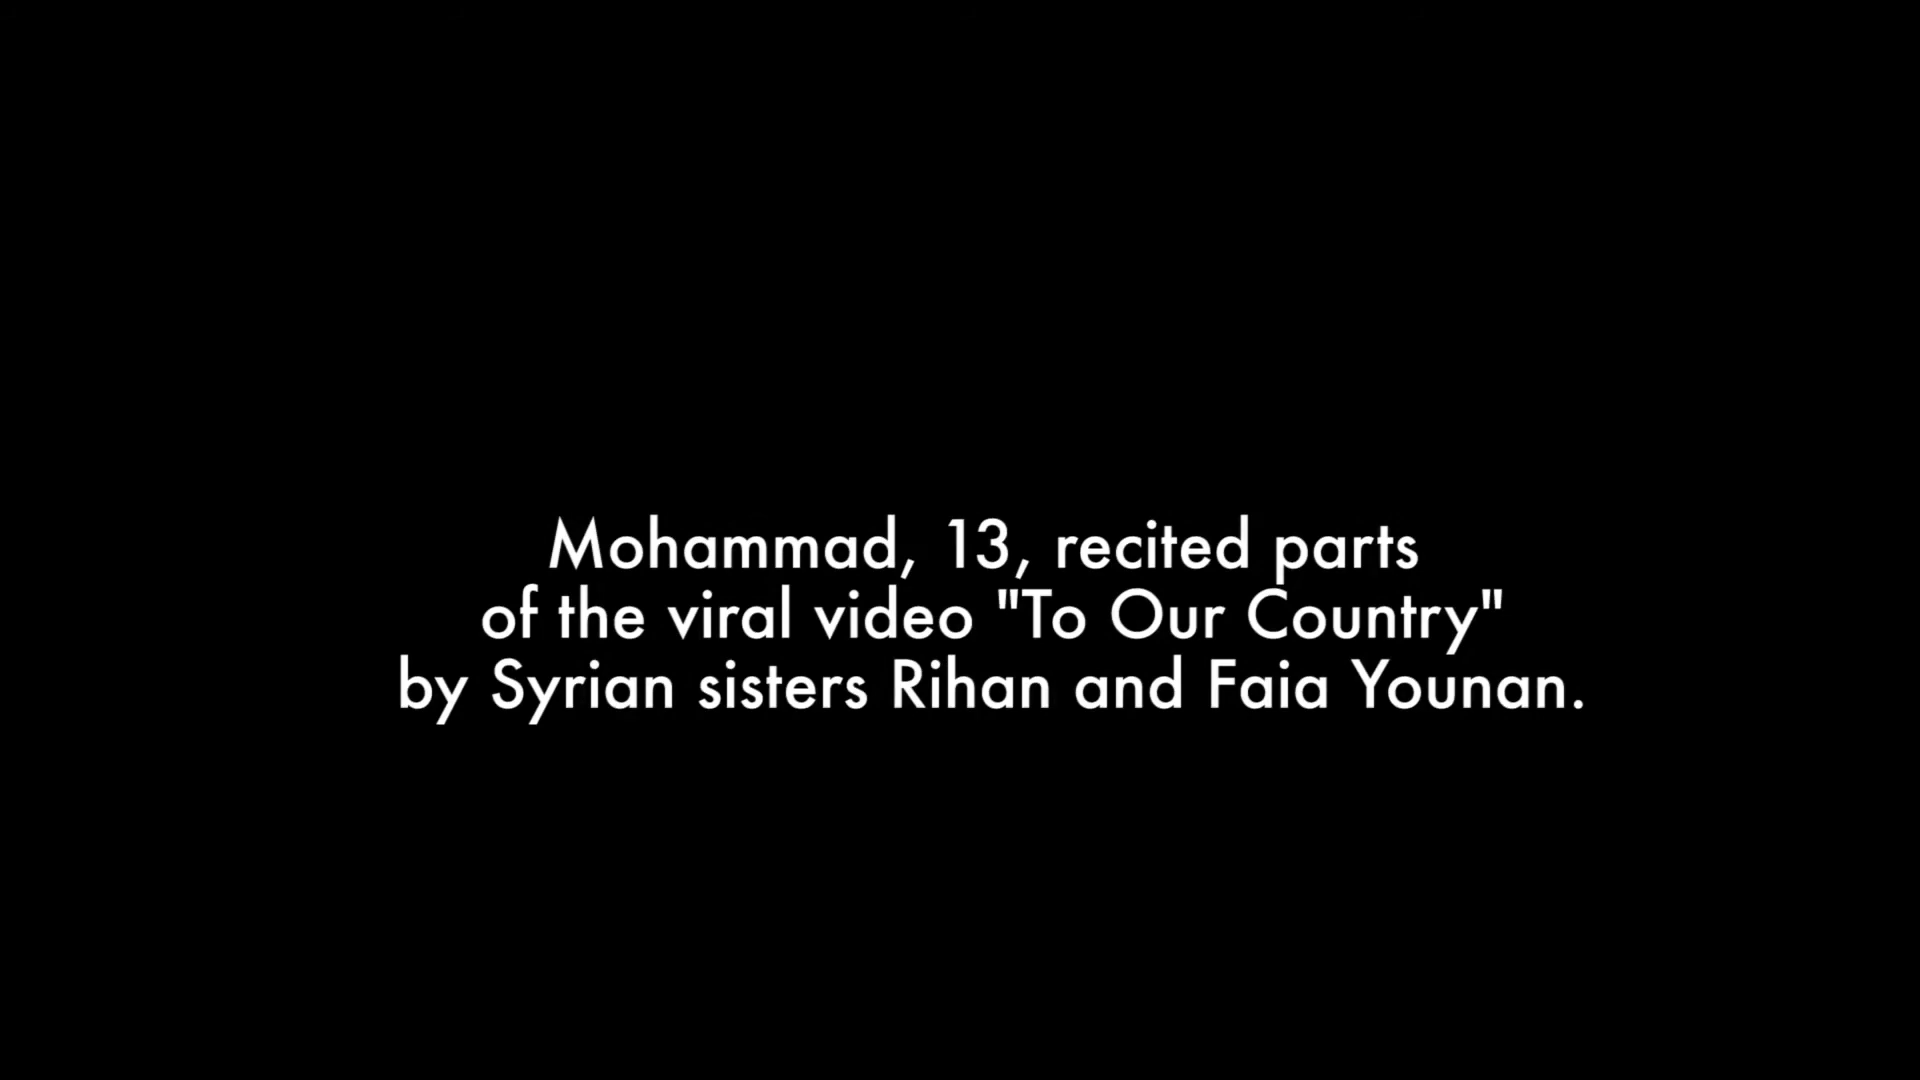 Mohammad, 13, recited parts
of the viral video "To Our Country"
by Syrian sisters Rihan and Faia Younan.